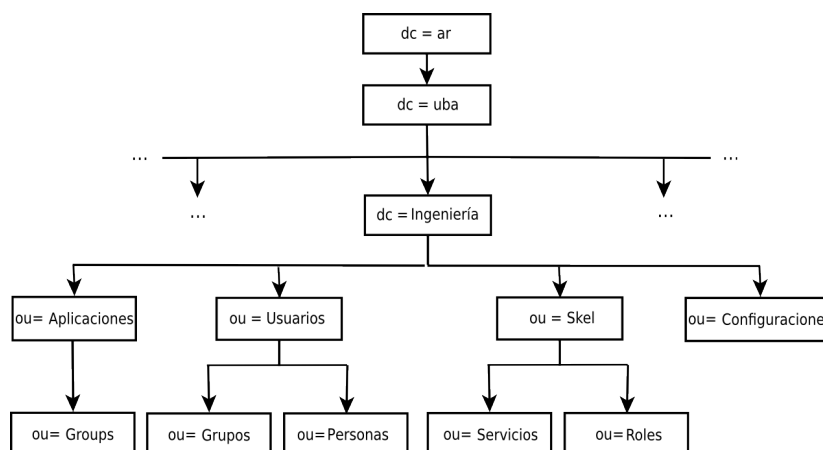 dc = ar
dc = uba
... ...
dc = Ingeniería
... ...
ou= Aplicaciones
ou = Usuarios
ou = Skel
ou= Configuracione
ou= Groups
ou= Grupos
ou=Personas
ou= Servicios
ou=Roles